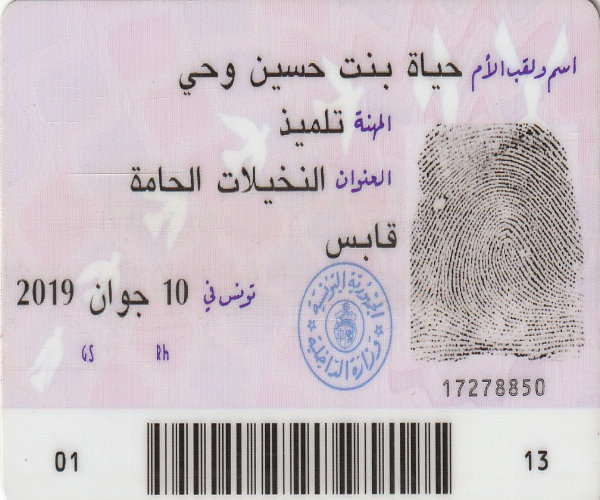 اسم ولقب الأم حياة بنت حسين وحي
المهنة تلميذ
العنوان النخيلات الحامة
قابس
تونس في 10 جوان 2019
GS Rh
الجمهورية التونسية
وزارة الداخلية
17278850
01 13